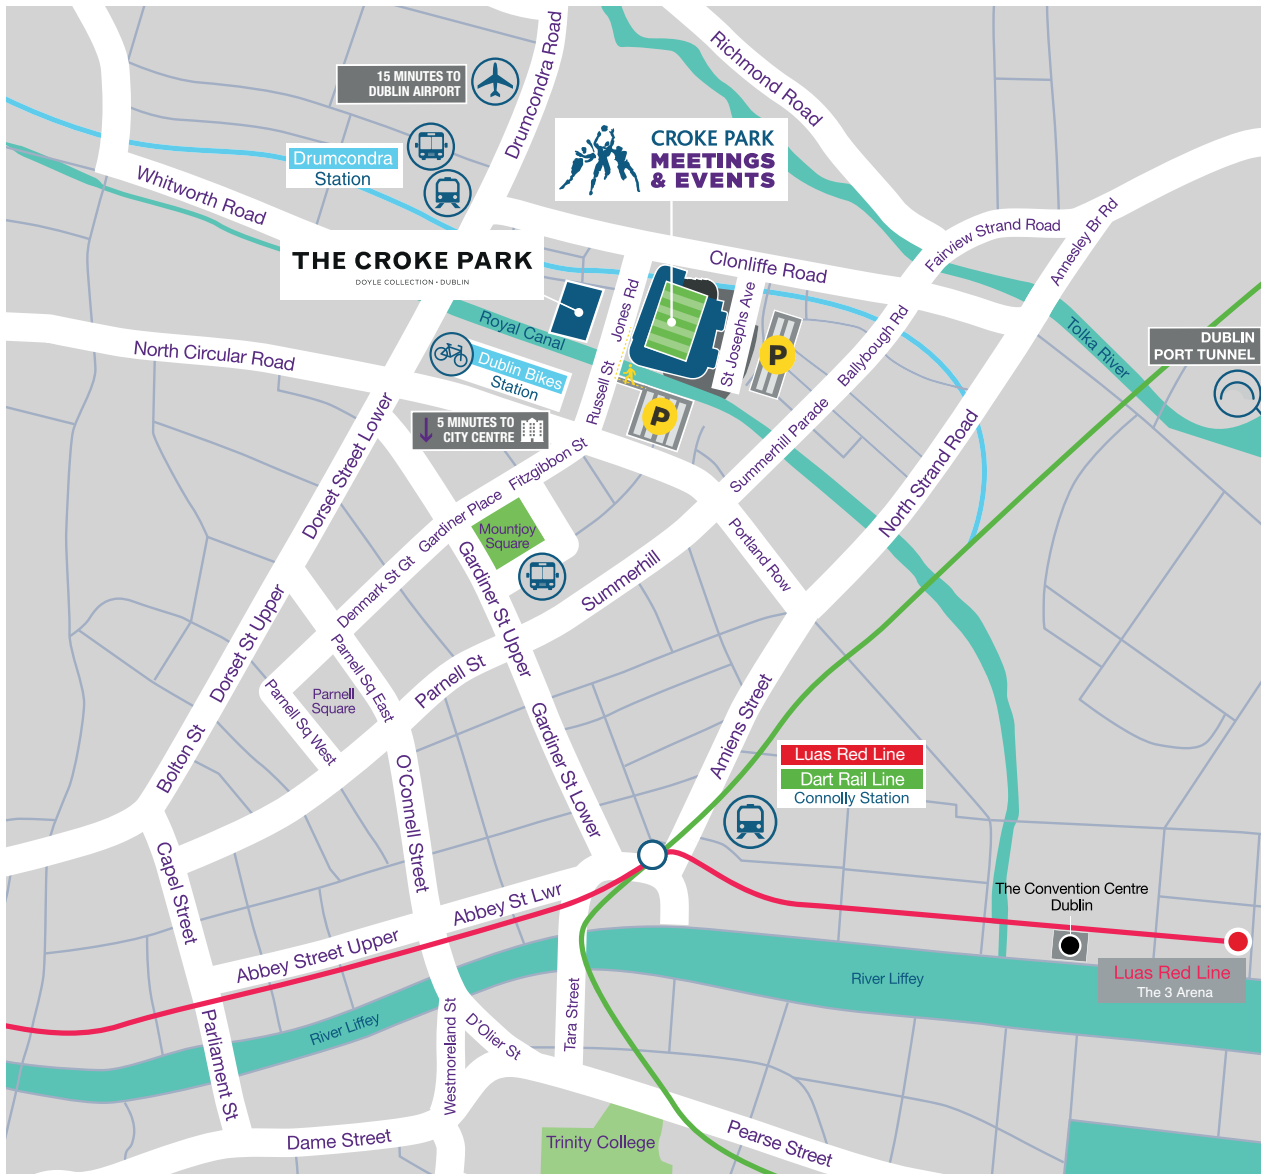 Richmond Road
Drumcondra Road
15 MINUTES TO
DUBLIN AIRPORT
CROKE PARK
MEETINGS
& EVENTS
Drumcondra
Station
Whitworth Road
Fairview Strand Road
Annesley Br Rd
THE CROKE PARK
DOYLE COLLECTION • DUBLIN
Clonliffe Road
Jones Rd
St Josephs Ave
Royal Canal
Ballybough Rd
Tolka River
DUBLIN
PORT TUNNEL
North Circular Road
Dublin Bikes
Station
Russell St
P
P
5 MINUTES TO
CITY CENTRE
Dorset Street Lower
Fitzgibbon St
Summerhill Parade
North Strand Road
Gardiner Place
Mountjoy
Square
Portland Row
Denmark St Gt
Gardiner St Upper
Summerhill
Dorset St Upper
Parnell Sq East
Parnell St
Parnell
Square
Parnell Sq West
Amiens Street
Gardiner St Lower
Bolton St
O'Connell Street
Luas Red Line
Dart Rail Line
Connolly Station
Capel Street
Abbey St Lwr
The Convention Centre
Dublin
Abbey Street Upper
River Liffey
Luas Red Line
The 3 Arena
River Liffey
Tara Street
Westmoreland St
D'Olier St
Parliament St
Dame Street
Trinity College
Pearse Street